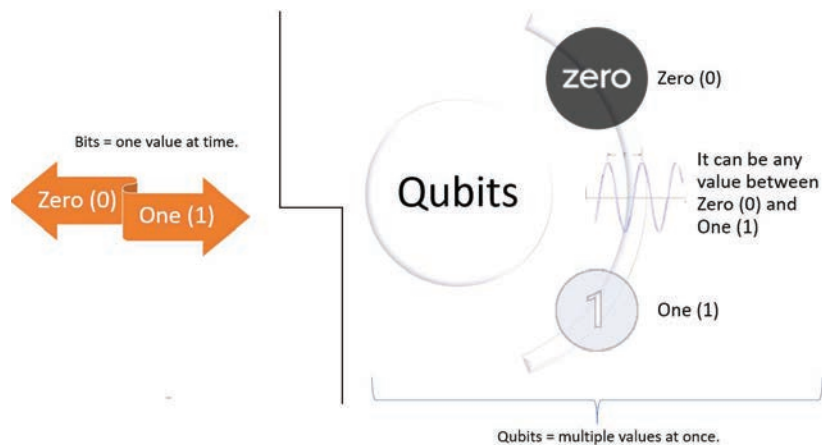 Bits = one value at time.
Zero (0)
One (1)
Qubits
zero
Zero (0)
It can be any
value between
Zero (0) and
One (1)
1
One (1)
Qubits = multiple values at once.